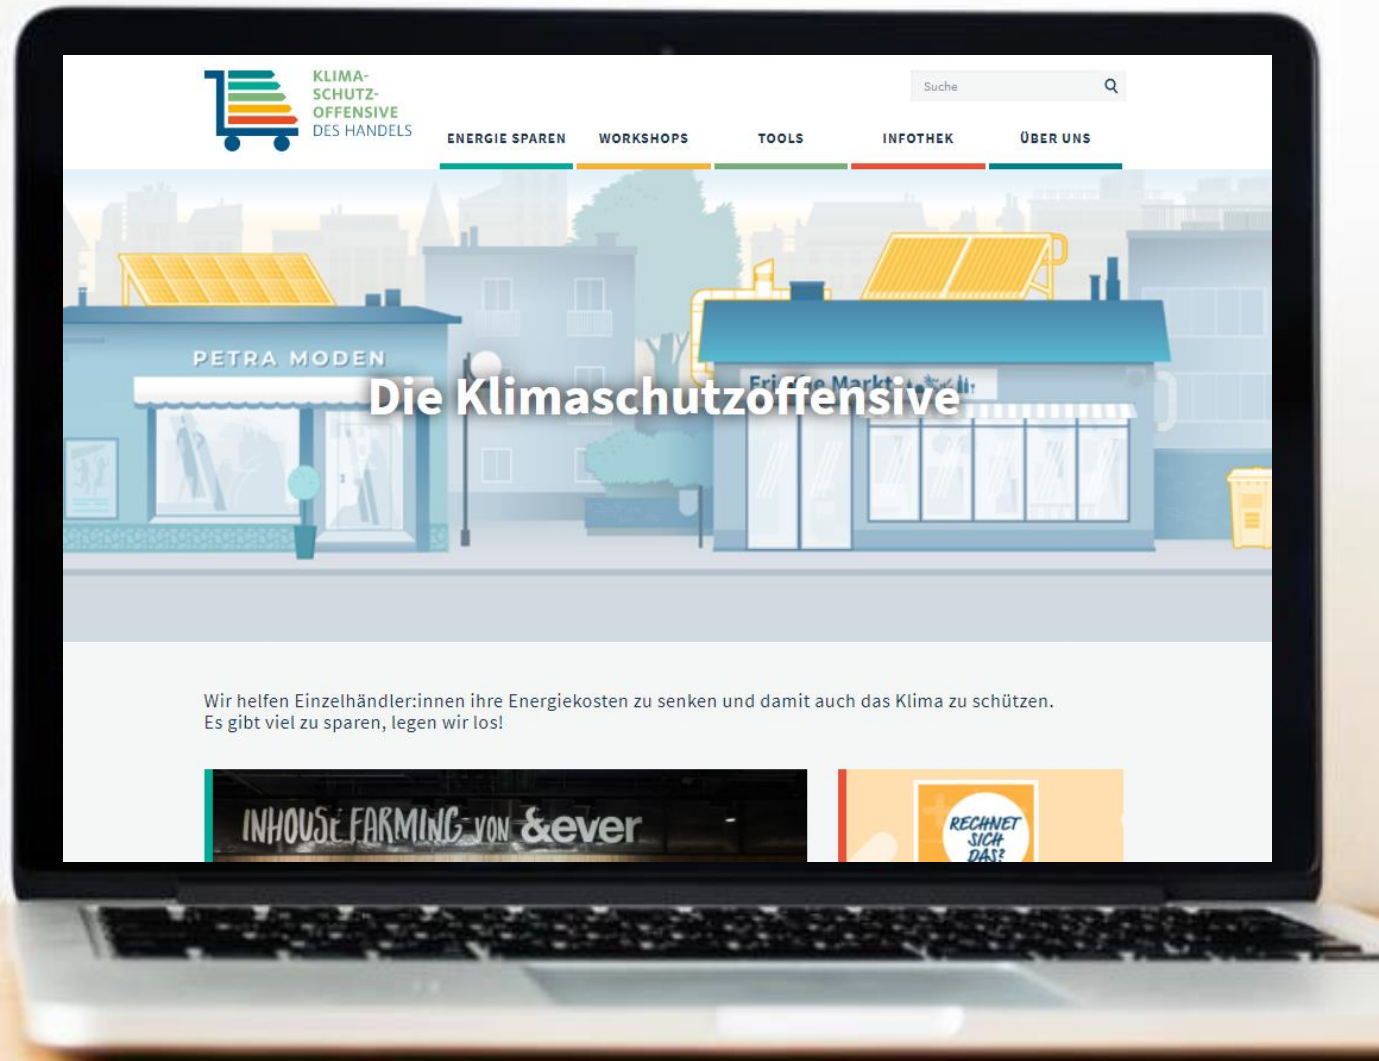 KLIMA-
SCHUTZ-
OFFENSIVE
DES HANDELS
Suche
ENERGIE SPAREN WORKSHOPS TOOLS INFOTHEK ÜBER UNS
PETRA MODEN
Frische Markt
Die Klimaschutzoffensive
Wir helfen Einzelhändler:innen ihre Energiekosten zu senken und damit auch das Klima zu schützen.
Es gibt viel zu sparen, legen wir los!
INHOUSE FARMING VON &ever
RECHNET
SICH
DAS?